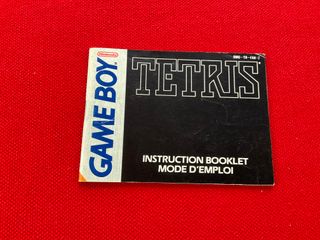 Nintendo
GAME BOY
TETRIS
INSTRUCTION BOOKLET
MODE D'EMPLOI